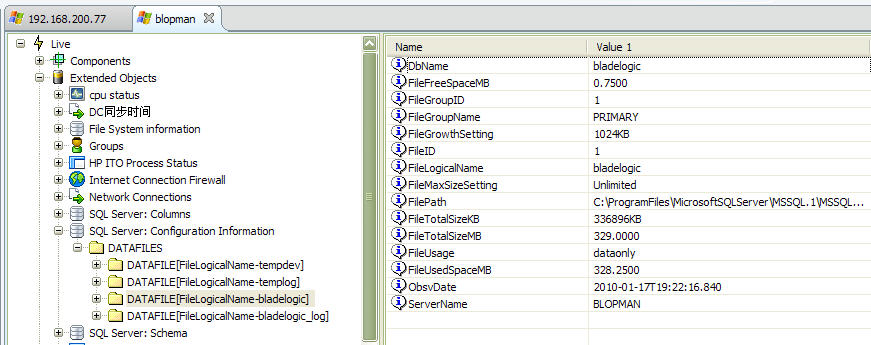 192.168.200.77
blopman
Live
Components
Extended Objects
cpu status
DC同步时间
File System information
Groups
HP ITO Process Status
Internet Connection Firewall
Network Connections
SQL Server: Columns
SQL Server: Configuration Information
DATAFILES
DATAFILE[FileLogicalName-tempdev]
DATAFILE[FileLogicalName-templog]
DATAFILE[FileLogicalName-bladelogic]
DATAFILE[FileLogicalName-bladelogic_log]
SQL Server: Schema
Name Value 1
DbName bladelogic
FileFreeSpaceMB 0.7500
FileGroupID 1
FileGroupName PRIMARY
FileGrowthSetting 1024KB
FileID 1
FileLogicalName bladelogic
FileMaxSizeSetting Unlimited
FilePath C:\ProgramFiles\MicrosoftSQLServer\MSSQL.1\MSSQL...
FileTotalSizeKB 336896KB
FileTotalSizeMB 329.0000
FileUsage dataonly
FileUsedSpaceMB 328.2500
ObsvDate 2010-01-17T19:22:16.840
ServerName BLOPMAN